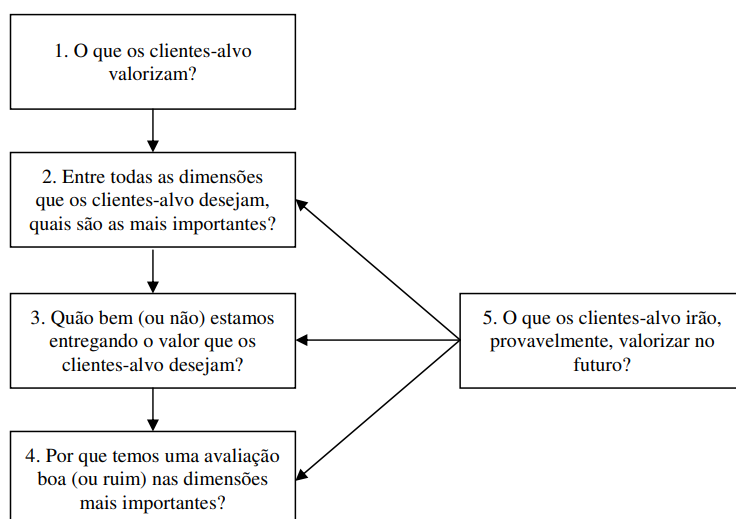 1. O que os clientes-alvo
valorizam?
2. Entre todas as dimensões
que os clientes-alvo desejam,
quais são as mais importantes?
3. Quão bem (ou não) estamos
entregando o valor que os
clientes-alvo desejam?
5. O que os clientes-alvo irão,
provavelmente, valorizar no
futuro?
4. Por que temos uma avaliação
boa (ou ruim) nas dimensões
mais importantes?